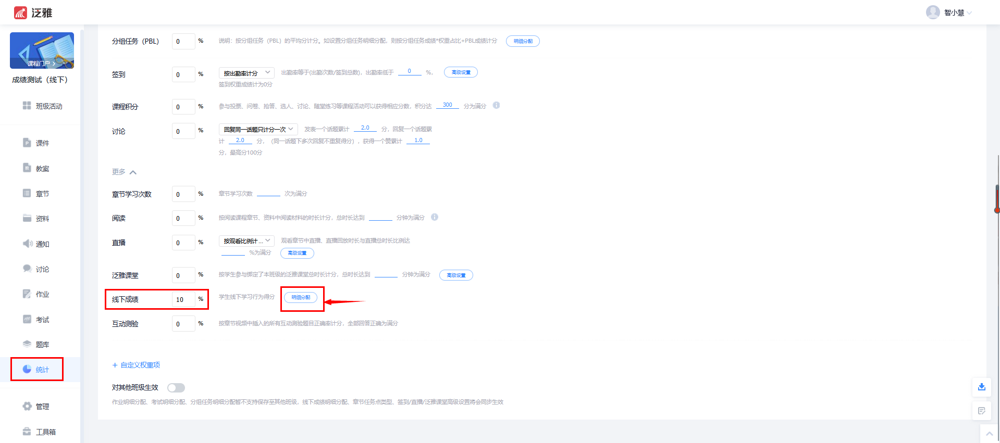 泛雅
智小慧
课程门户 >
成绩测试（线下）
班级活动
课件
教案
章节
资料
通知
讨论
作业
考试
题库
统计
管理
工具箱
分组任务（PBL） 0 % 说明：按分组任务（PBL）的平均分计分。如设置分组任务明细分配，则按分组任务成绩*权重占比+PBL成绩计分 明细分配
签到 0 % 按出勤率计分 出勤率等于(出勤次数/签到总数)，出勤率低于 0 %， 高级设置
签到权重成绩计为0分
课程积分 0 % 参与投票、问卷、抢答、选人、讨论、随堂练习等课程活动可以获得相应分数，积分达 300 分为满分
讨论 0 % 回复同一话题只计分一次 发表一个话题累计 2.0 分，回复一个话题累
计 2.0 分，（同一话题下多次回复不重复得分），获得一个赞累计 1.0
分，最高分100分
更多
章节学习次数 0 % 章节学习次数 次为满分
阅读 0 % 按阅读课程章节、资料中阅读材料的时长计分，总时长达到 分钟为满分
直播 0 % 按观看比例计 ... 观看章节中直播、直播回放时长与直播总时长比例达
%为满分 高级设置
泛雅课堂 0 % 按学生参与绑定了本班级的泛雅课堂总时长计分，总时长达到 分钟为满分 高级设置
线下成绩 10 % 学生线下学习行为得分 明细分配
互动测验 0 % 按章节视频中插入的所有互动测验题目正确率计分，全部回答正确为满分
+ 自定义权重项
对其他班级生效
作业明细分配、考试明细分配、分组任务明细分配暂不支持保存至其他班级，线下成绩明细分配、章节任务点类型、签到/直播/泛雅课堂高级设置将会同步生效